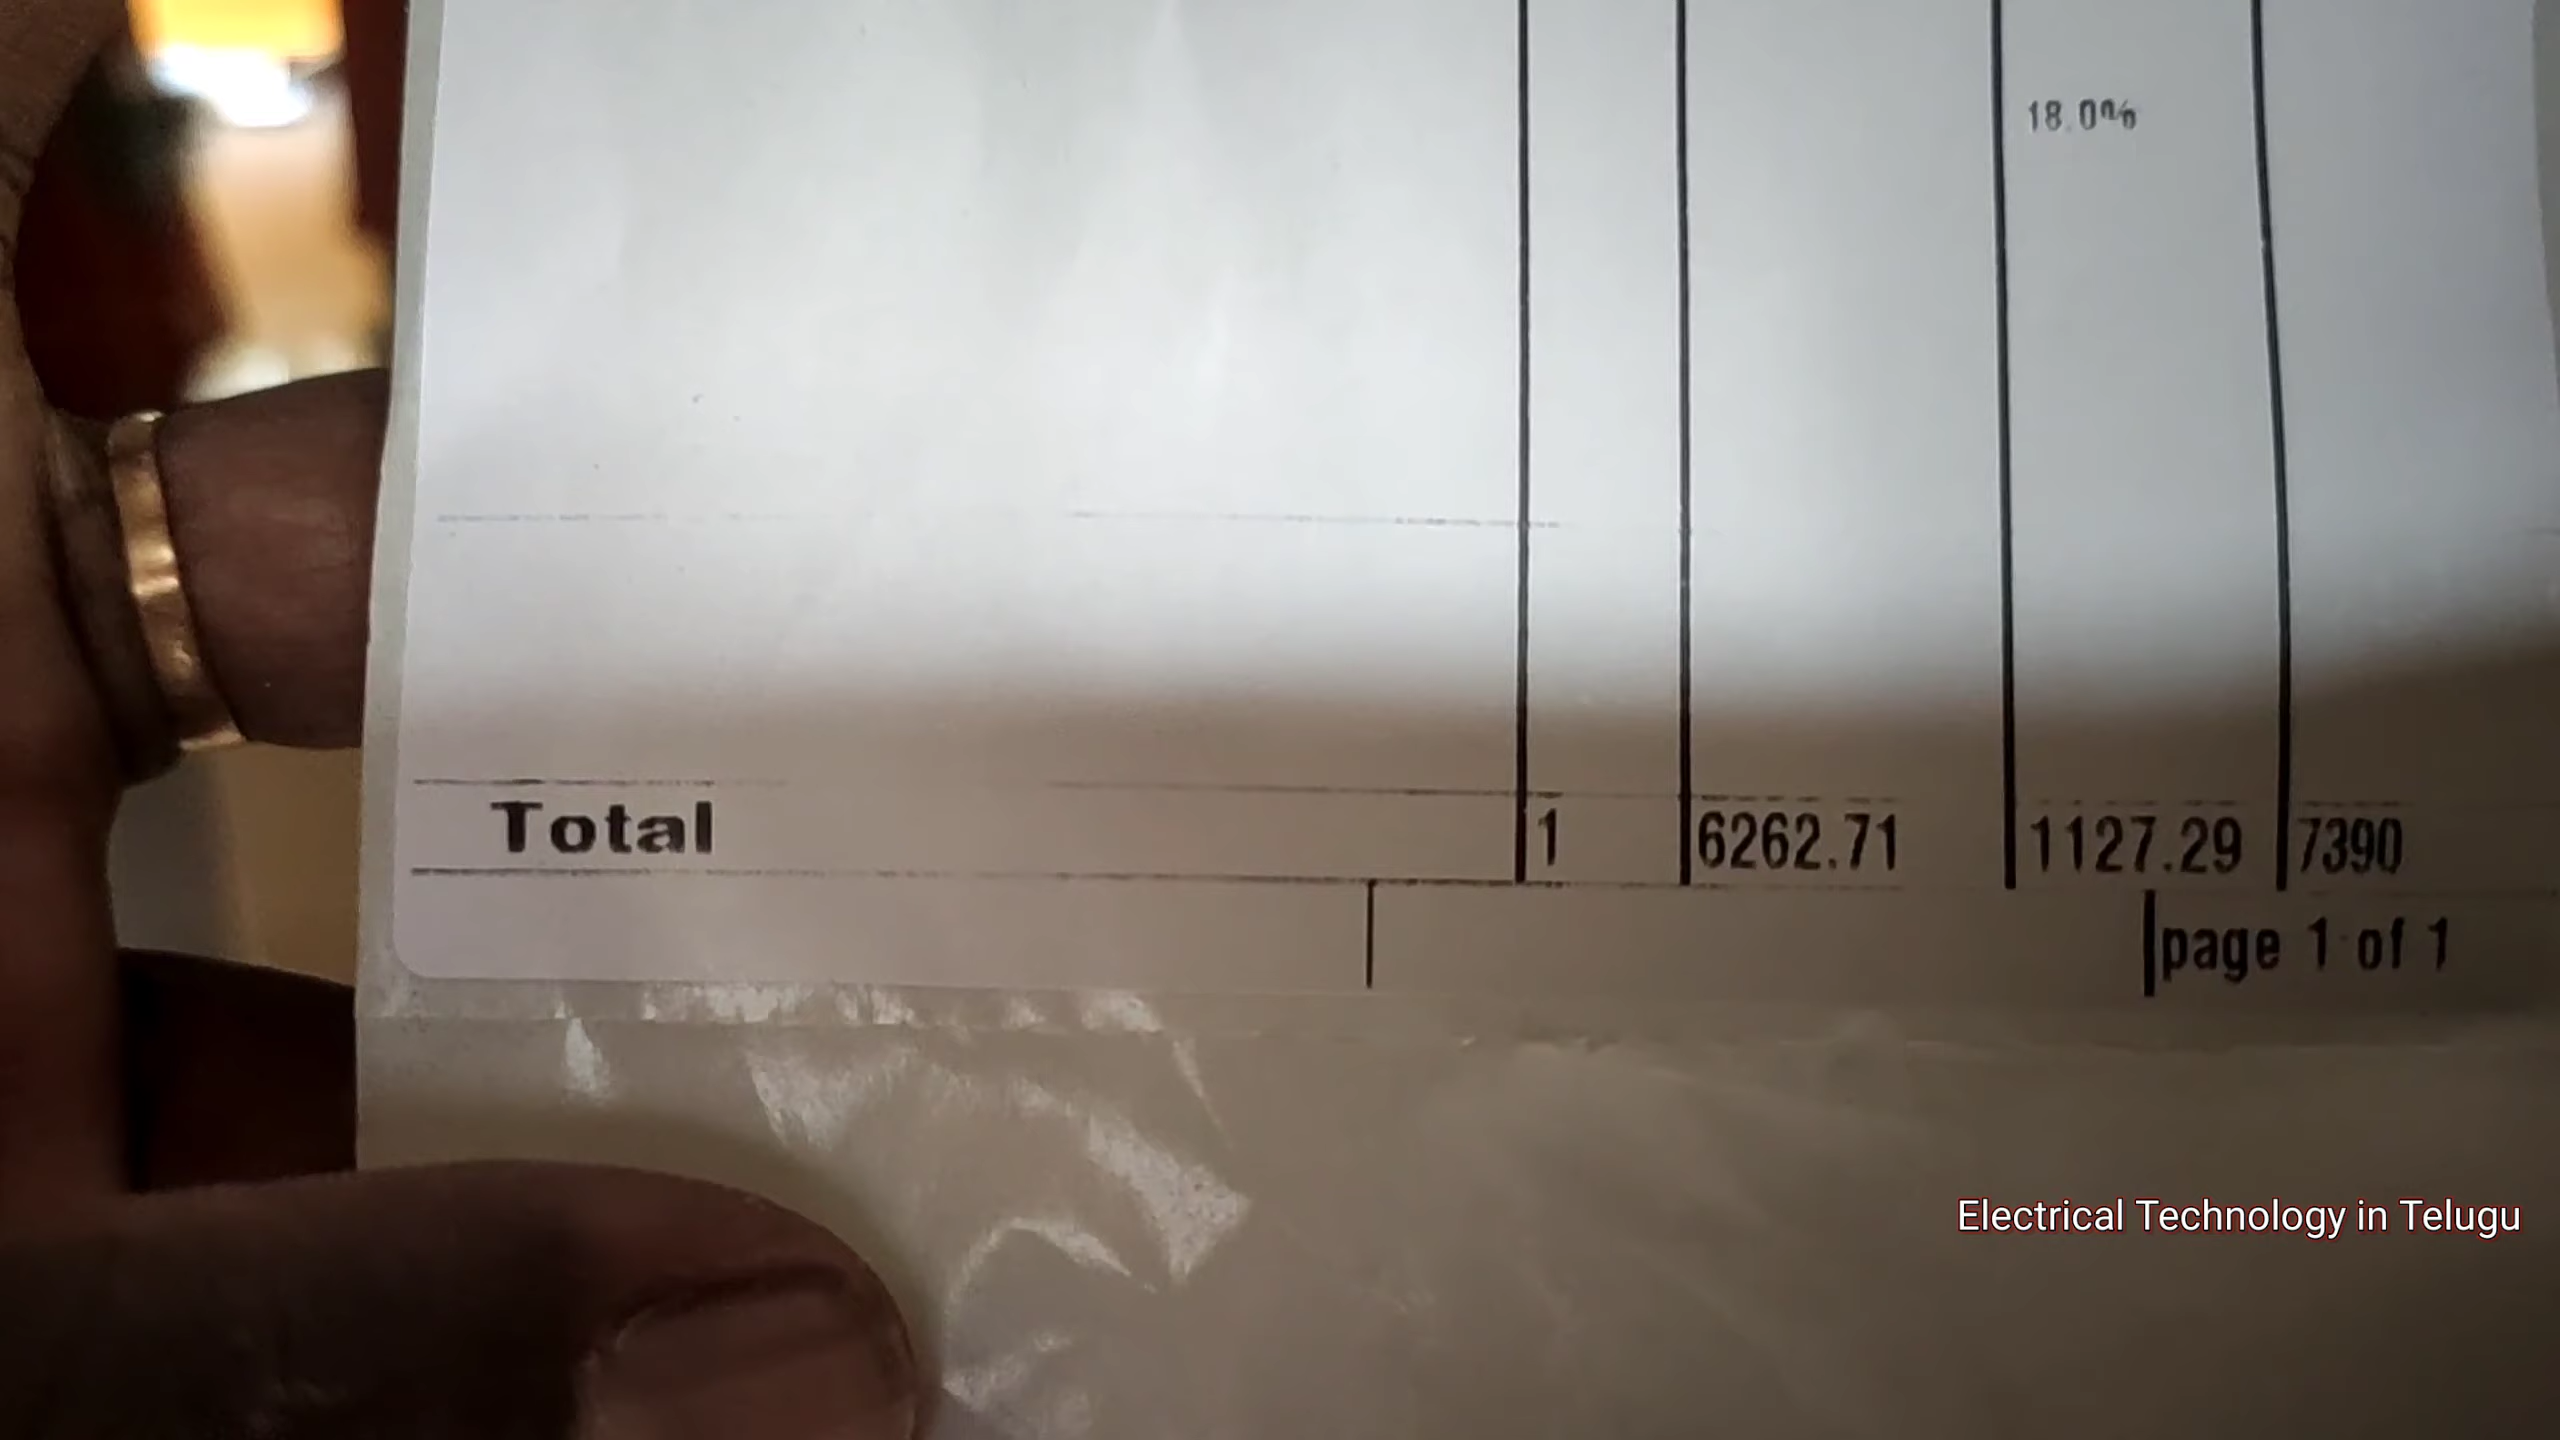 18.0%
Total 1 6262.71 1127.29 7390
page 1 of 1
Electrical Technology in Telugu